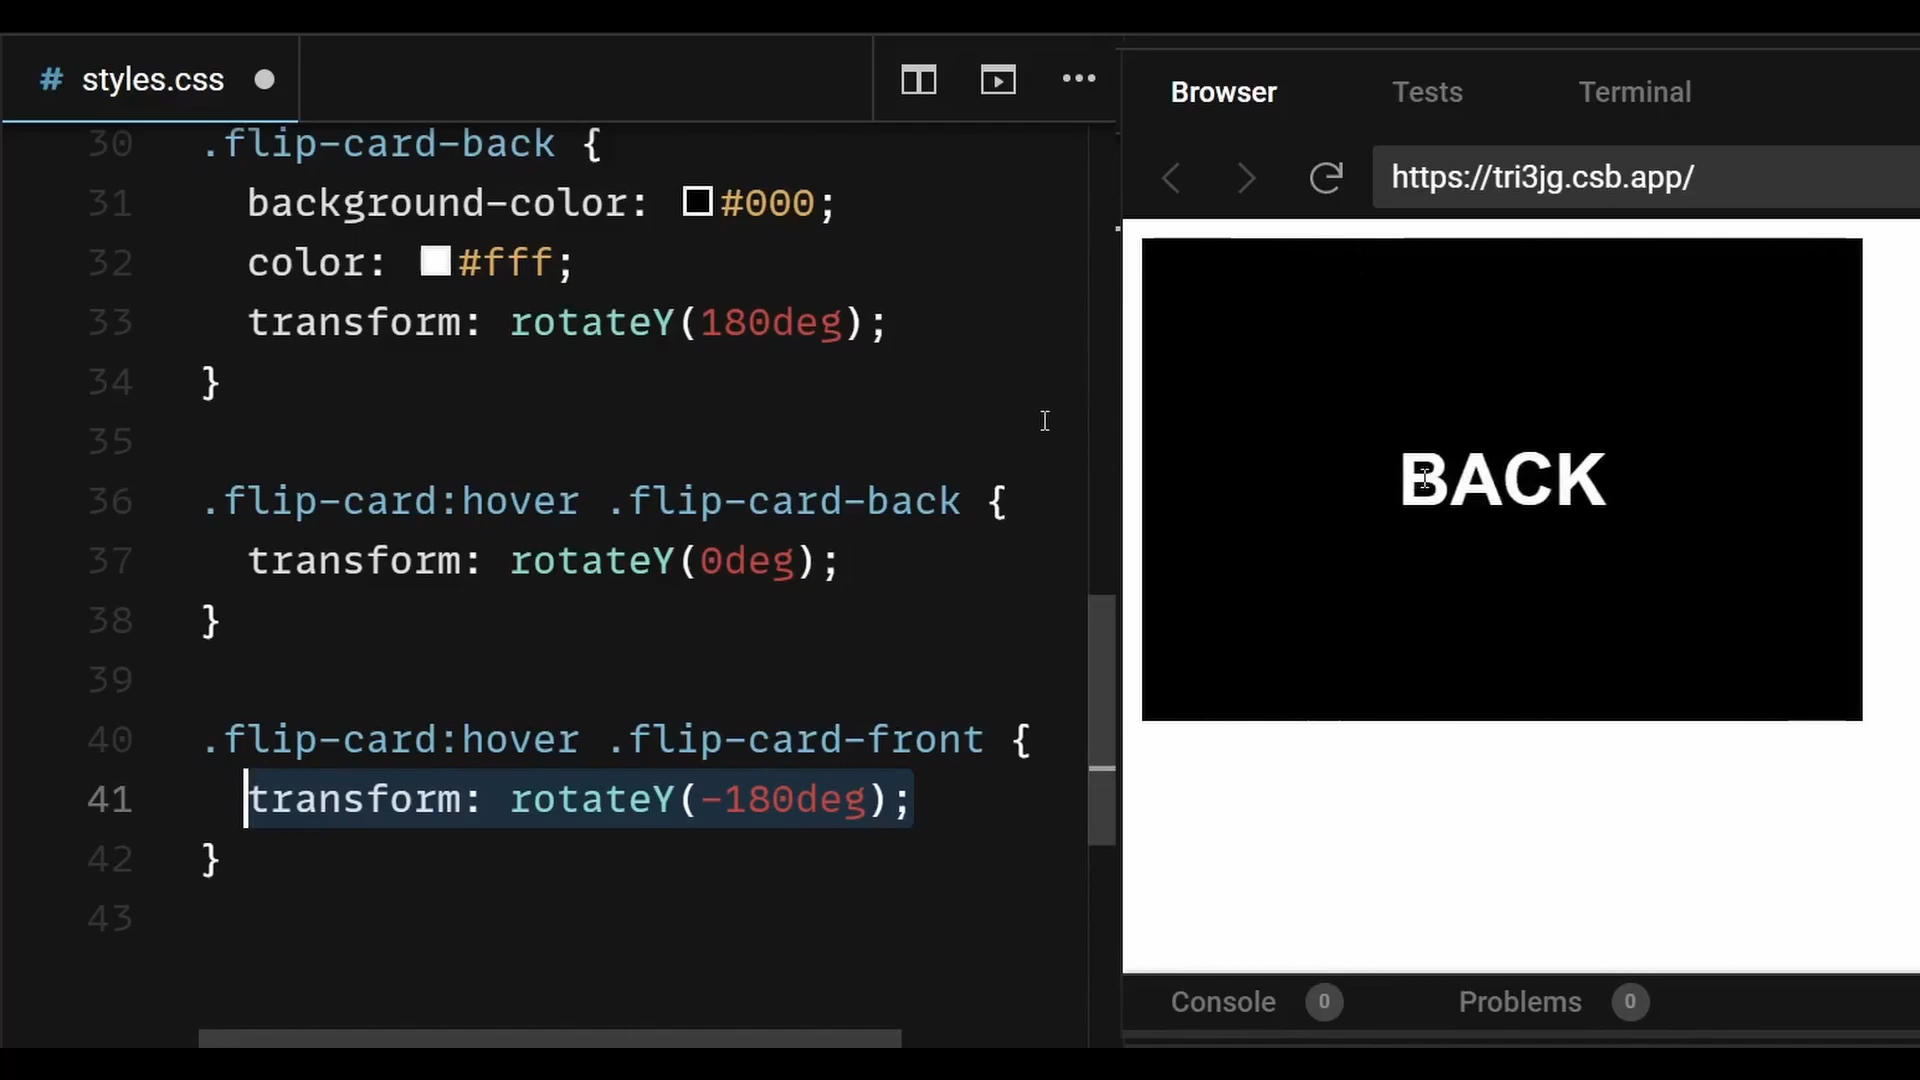 # styles.css
30 .flip-card-back {
31 background-color: #000;
32 color: #fff;
33 transform: rotateY(180deg);
34 }
35
36 .flip-card:hover .flip-card-back {
37 transform: rotateY(0deg);
38 }
39
40 .flip-card:hover .flip-card-front {
41 transform: rotateY(-180deg);
42 }
43
Browser Tests Terminal
https://tri3jg.csb.app/
BACK
Console 0 Problems 0